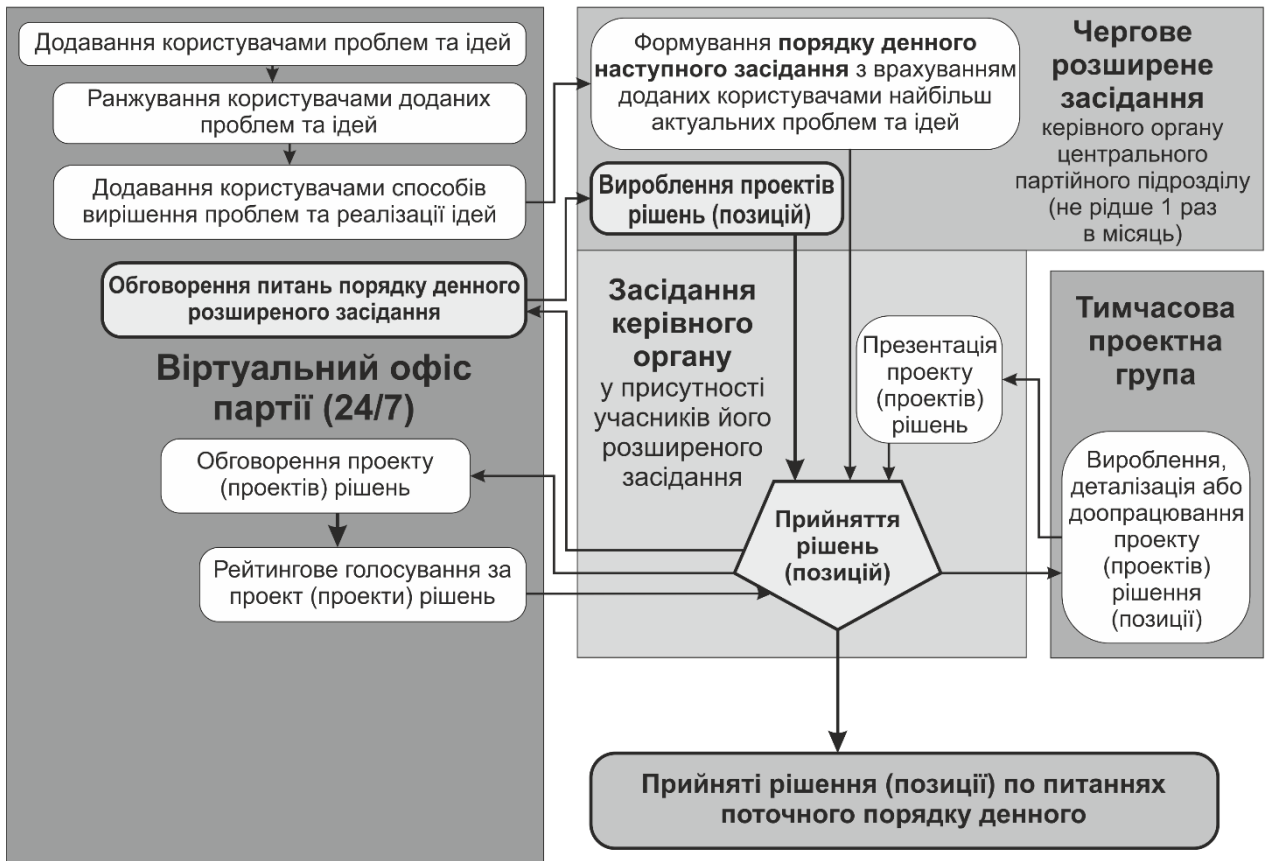 Додавання користувачами проблем та ідей
Ранжування користувачами доданих
проблем та ідей
Додавання користувачами способів
вирішення проблем та реалізації ідей
Обговорення питань порядку денного
розширеного засідання
Віртуальний офіс
партії (24/7)
Обговорення проекту
(проектів) рішень
Рейтингове голосування за
проект (проекти) рішень
Формування порядку денного
наступного засідання з врахуванням
доданих користувачами найбільш
актуальних проблем та ідей
Вироблення проектів
рішень (позицій)
Чергове
розширене
засідання
керівного органу
центрального
партійного підрозділу
(не рідше 1 раз
в місяць)
Засідання
керівного
органу
у присутності
учасників його
розширеного
засідання
Презентація
проекту
(проектів)
рішень
Прийняття
рішень
(позицій)
Тимчасова
проектна
група
Вироблення,
деталізація або
доопрацювання
проекту
(проектів)
рішення
(позиції)
Прийняті рішення (позиції) по питаннях
поточного порядку денного